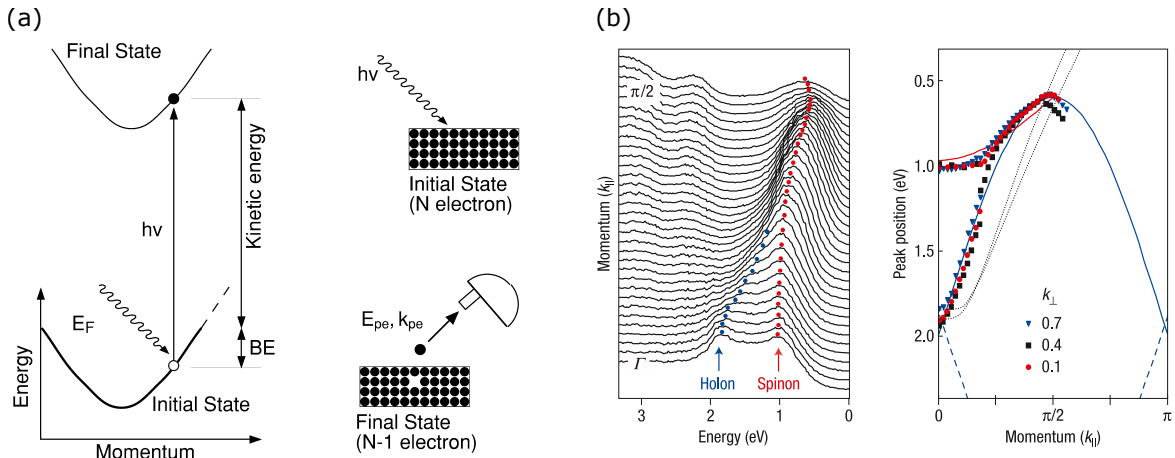 (a)
Final State
hν
Kinetic energy
BE
E_F
Initial State
Energy
Momentum
hν
Initial State
(N electron)
E_pe, k_pe
Final State
(N-1 electron)
(b)
π/2
Γ
Holon
Spinon
Momentum (k_||)
3
2
1
0
Energy (eV)
Peak position (eV)
0.5
1.0
1.5
2.0
k_⊥
0.7
0.4
0.1
0
π/2
π
Momentum (k_||)